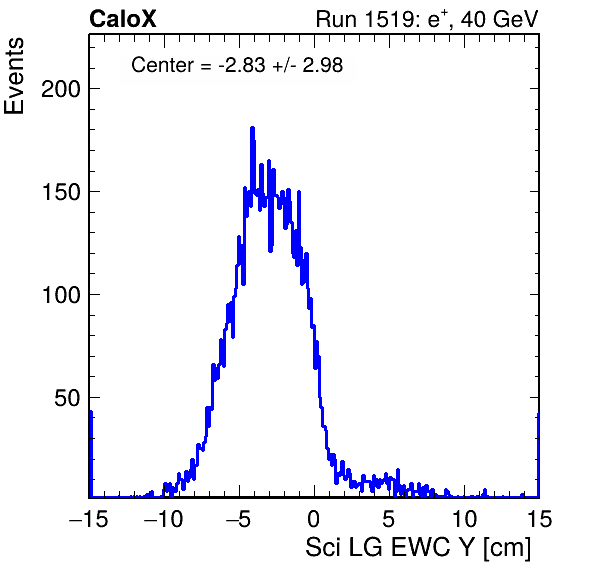 CaloX Run 1519: e⁺, 40 GeV
Center = -2.83 +/- 2.98
Events
200
150
100
50
−15 −10 −5 0 5 10 15
Sci LG EWC Y [cm]